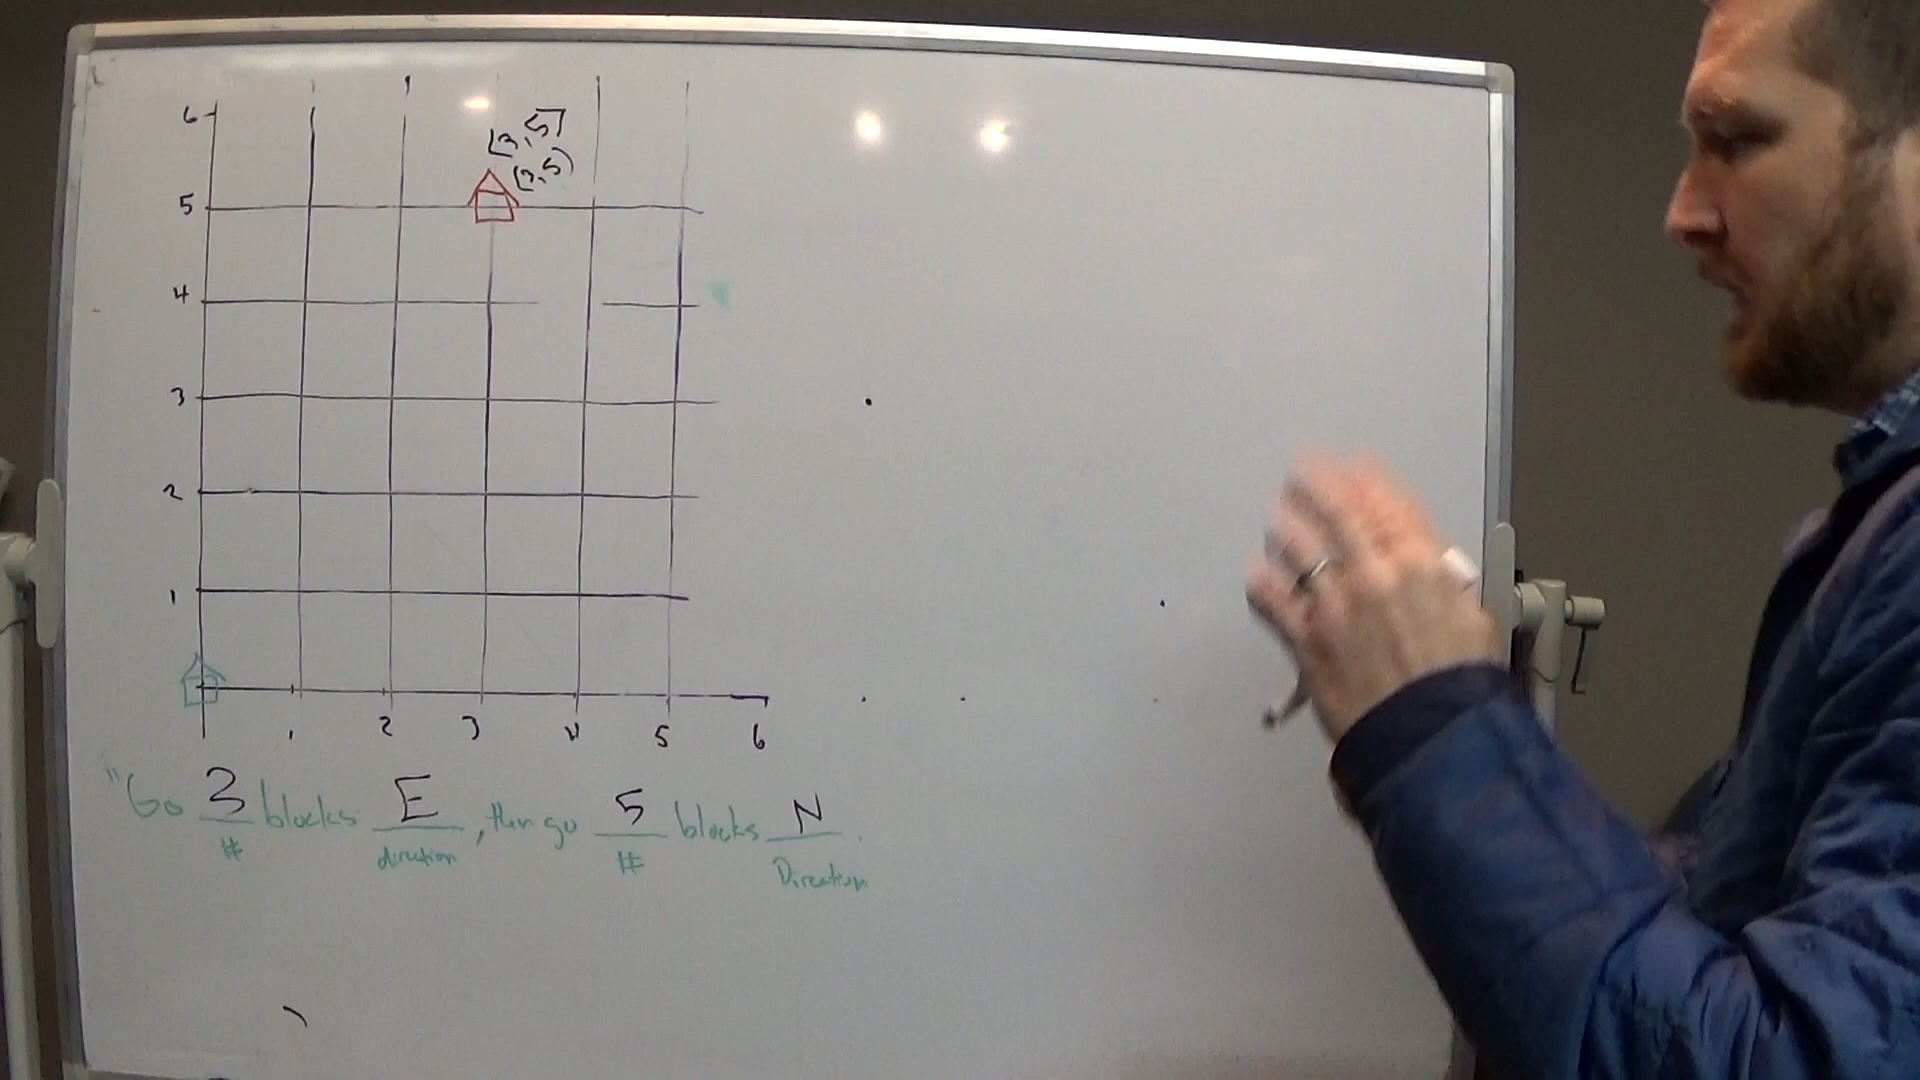 6
[3,5]
(3,5)
5
4
3
2
1
1 2 3 4 5 6
"Go 3 blocks E, then go 5 blocks N.
# direction # Direction